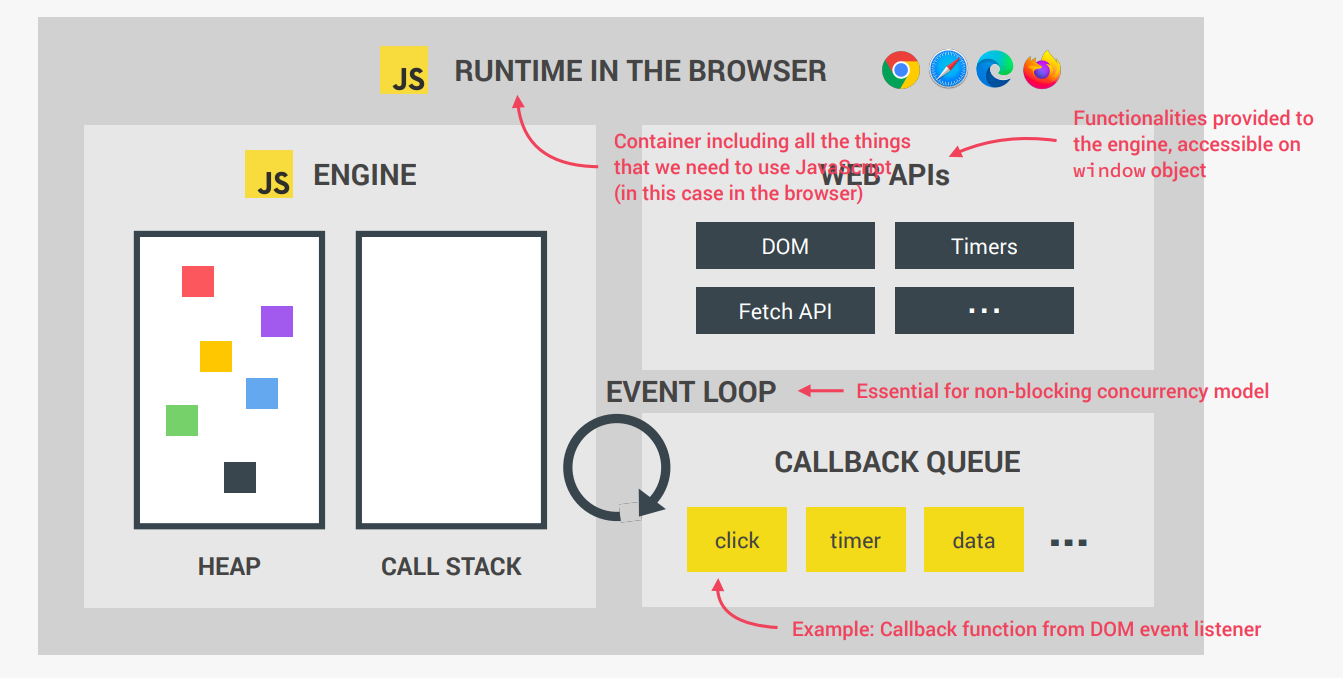 JS RUNTIME IN THE BROWSER
Container including all the things
that we need to use JavaScript
(in this case in the browser)
Functionalities provided to
the engine, accessible on
window object
JS ENGINE
HEAP
CALL STACK
WEB APIs
DOM
Timers
Fetch API
...
EVENT LOOP
Essential for non-blocking concurrency model
CALLBACK QUEUE
click
timer
data
...
Example: Callback function from DOM event listener